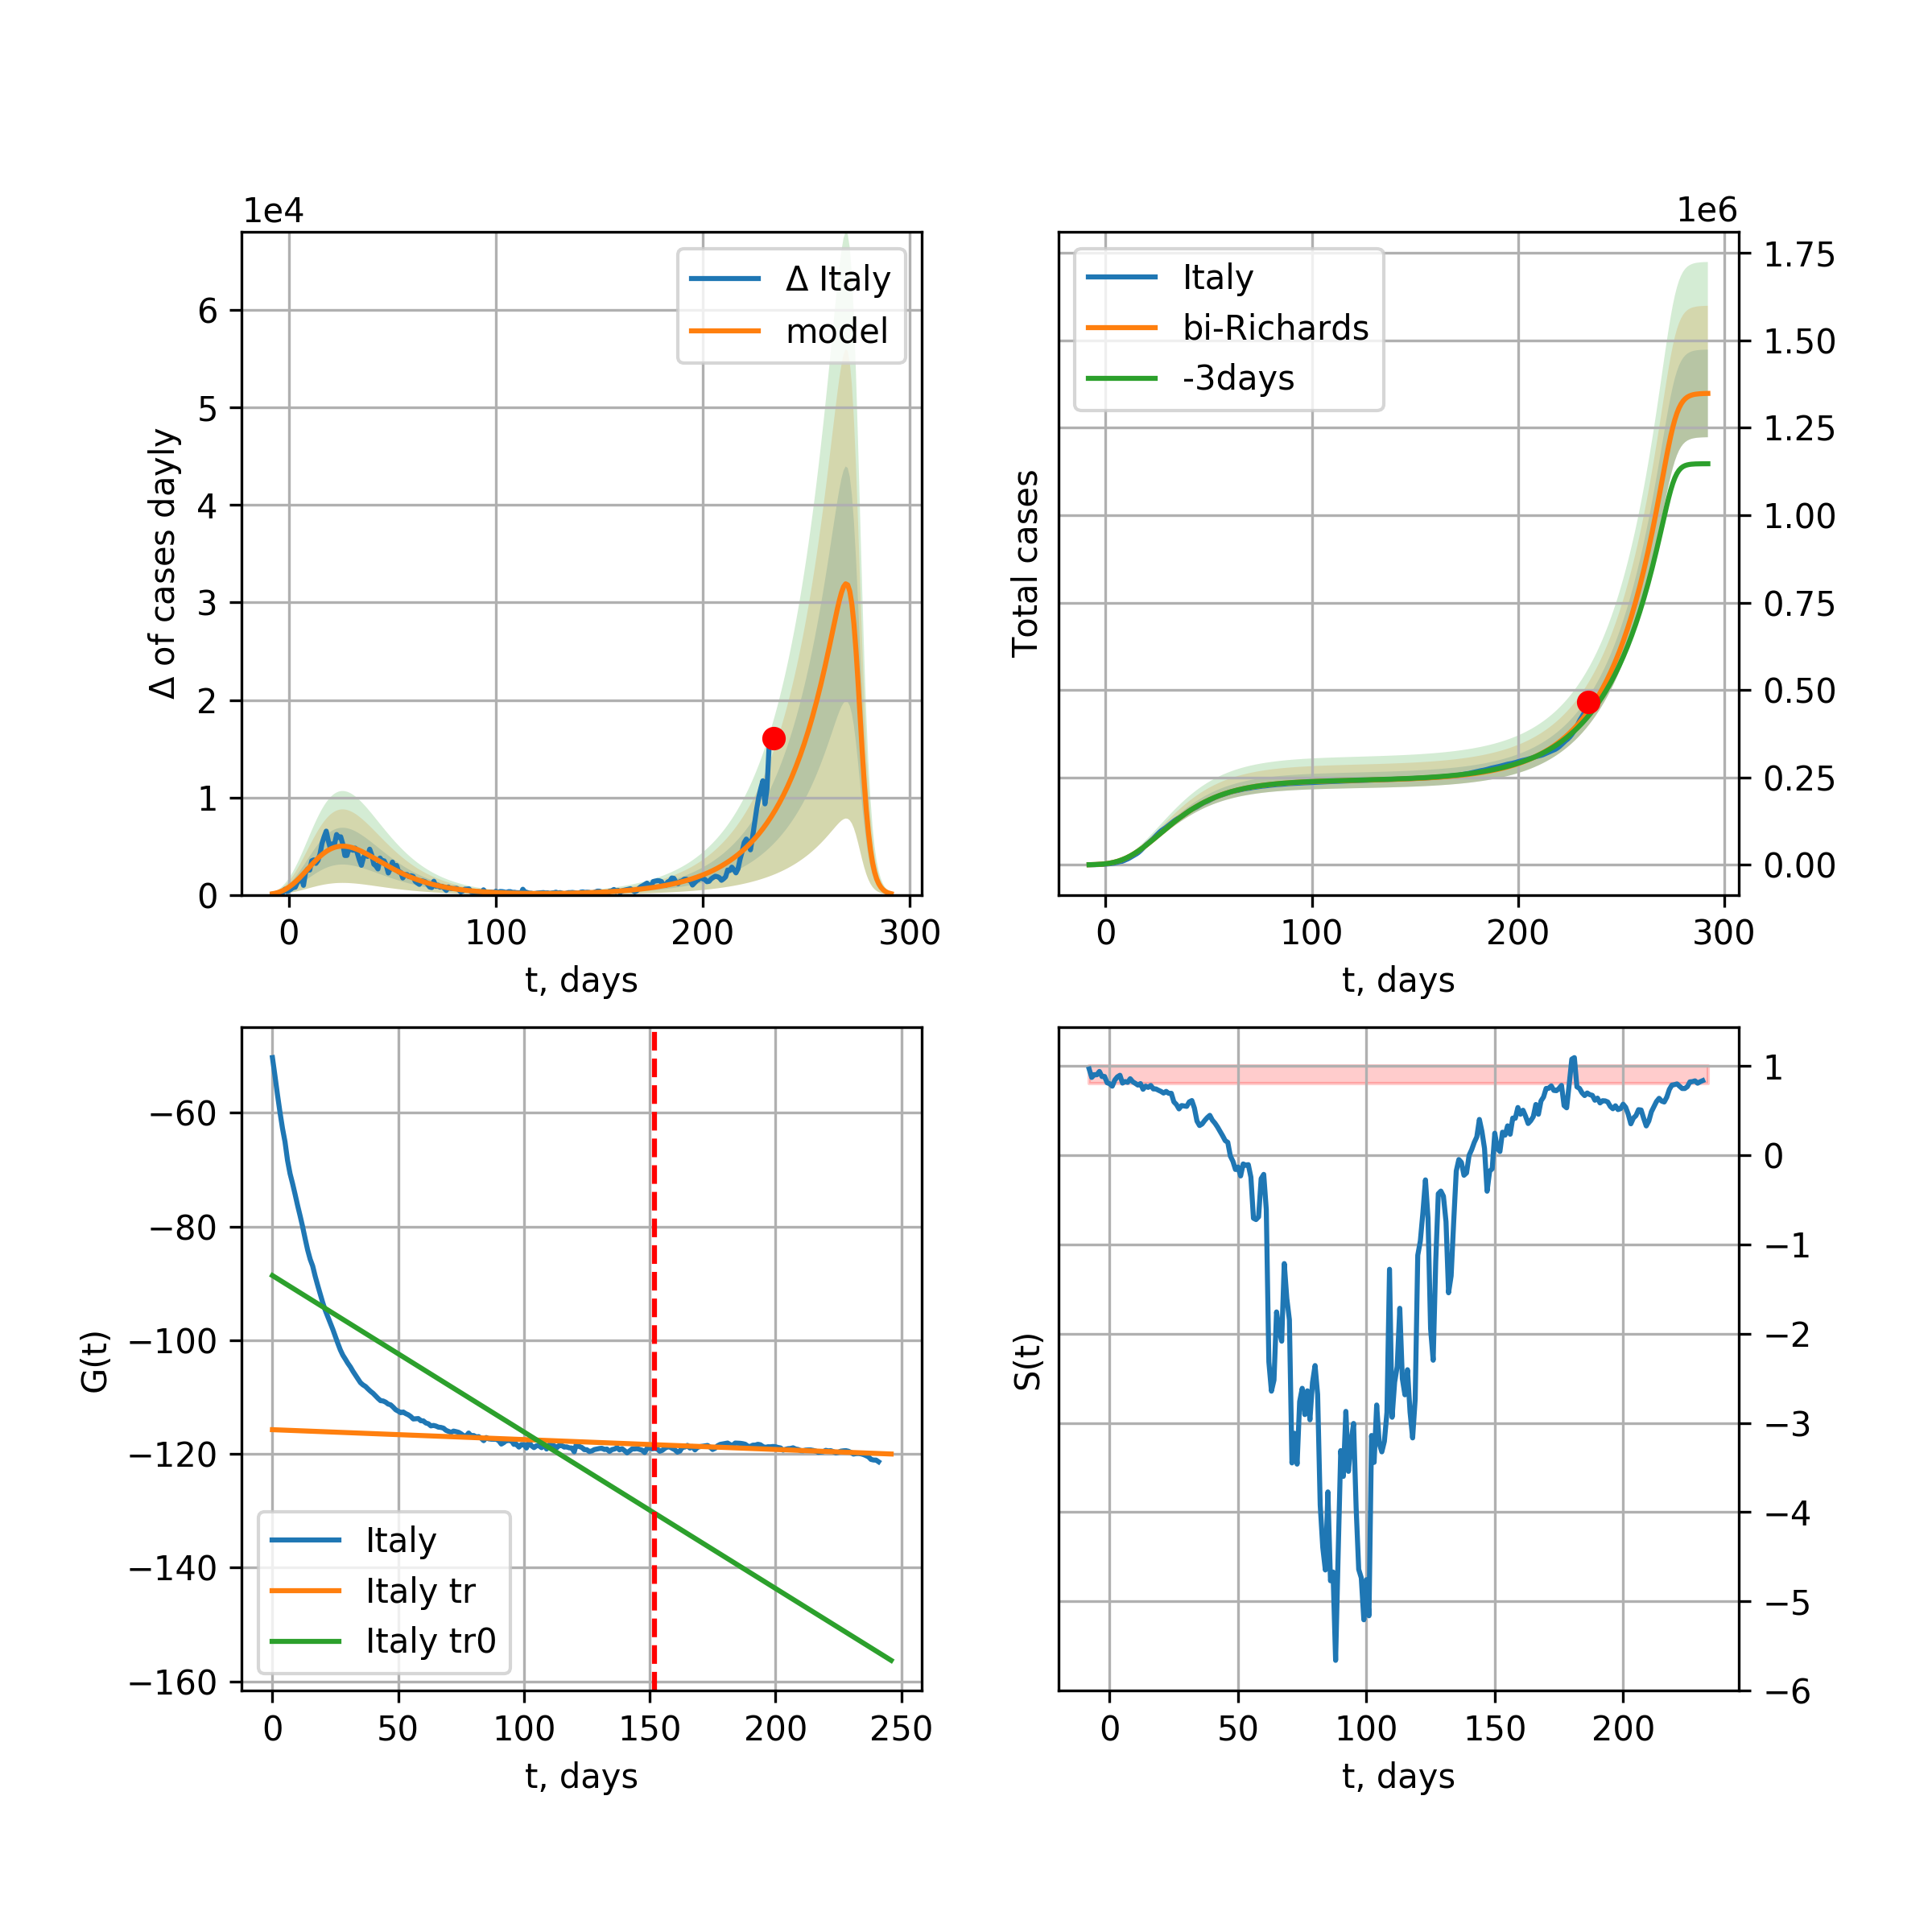 1e4
Δ Italy
model
Δ of cases dayly
6
5
4
3
2
1
0
0 100 200 300
t, days
1e6
Italy
bi-Richards
-3days
Total cases
1.75
1.50
1.25
1.00
0.75
0.50
0.25
0.00
0 100 200 300
t, days
G(t)
−60
−80
−100
−120
−140
−160
Italy
Italy tr
Italy tr0
0 50 100 150 200 250
t, days
S(t)
1
0
−1
−2
−3
−4
−5
−6
0 50 100 150 200
t, days